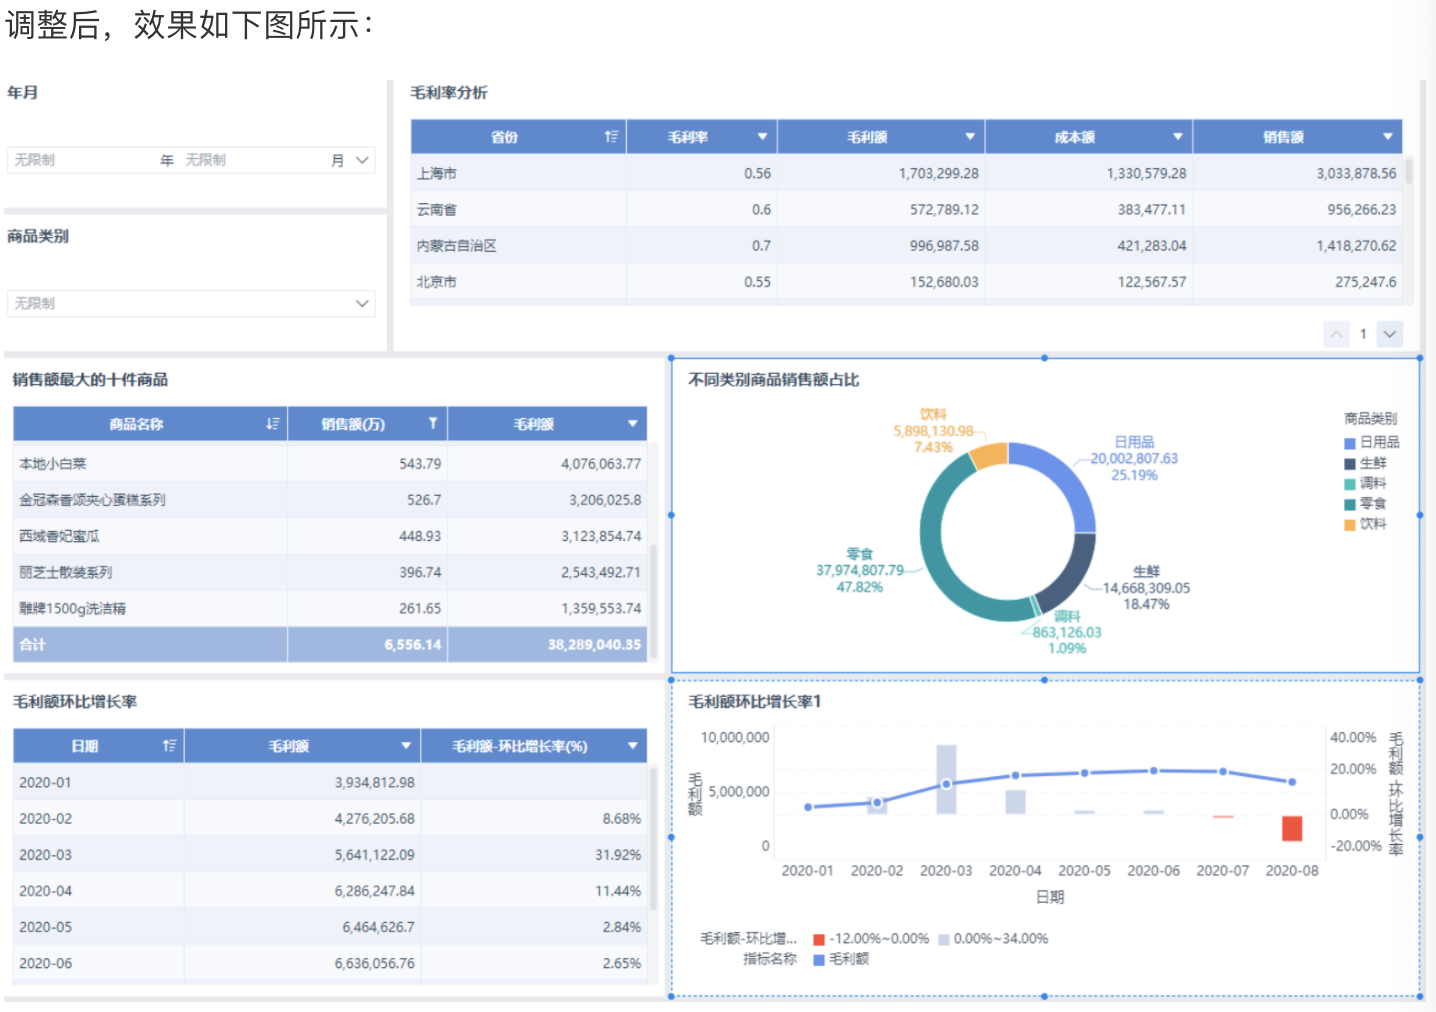 调整后，效果如下图所示：
年月
无限制 年 无限制 月
商品类别
无限制
毛利率分析
省份 毛利率 毛利额 成本额 销售额
上海市 0.56 1,703,299.28 1,330,579.28 3,033,878.56
云南省 0.6 572,789.12 383,477.11 956,266.23
内蒙古自治区 0.7 996,987.58 421,283.04 1,418,270.62
北京市 0.55 152,680.03 122,567.57 275,247.6
1
销售额最大的十件商品
商品名称 销售额(万) 毛利额
本地小白菜 543.79 4,076,063.77
金冠森香颂夹心蛋糕系列 526.7 3,206,025.8
西域香妃蜜瓜 448.93 3,123,854.74
丽芝士散装系列 396.74 2,543,492.71
雕牌1500g洗洁精 261.65 1,359,553.74
合计 6,556.14 38,289,040.35
不同类别商品销售额占比
饮料
5,898,130.98
7.43%
日用品
20,002,807.63
25.19%
零食
37,974,807.79
47.82%
生鲜
14,668,309.05
18.47%
调料
863,126.03
1.09%
商品类别
日用品
生鲜
调料
零食
饮料
毛利额环比增长率
日期 毛利额 毛利额-环比增长率(%)
2020-01 3,934,812.98
2020-02 4,276,205.68 8.68%
2020-03 5,641,122.09 31.92%
2020-04 6,286,247.84 11.44%
2020-05 6,464,626.7 2.84%
2020-06 6,636,056.76 2.65%
毛利额环比增长率1
毛利额
10,000,000
5,000,000
0
40.00%
20.00%
0.00%
-20.00%
毛利额-环比增长率
2020-01 2020-02 2020-03 2020-04 2020-05 2020-06 2020-07 2020-08
日期
毛利额-环比增... -12.00%~0.00% 0.00%~34.00%
指标名称 毛利额